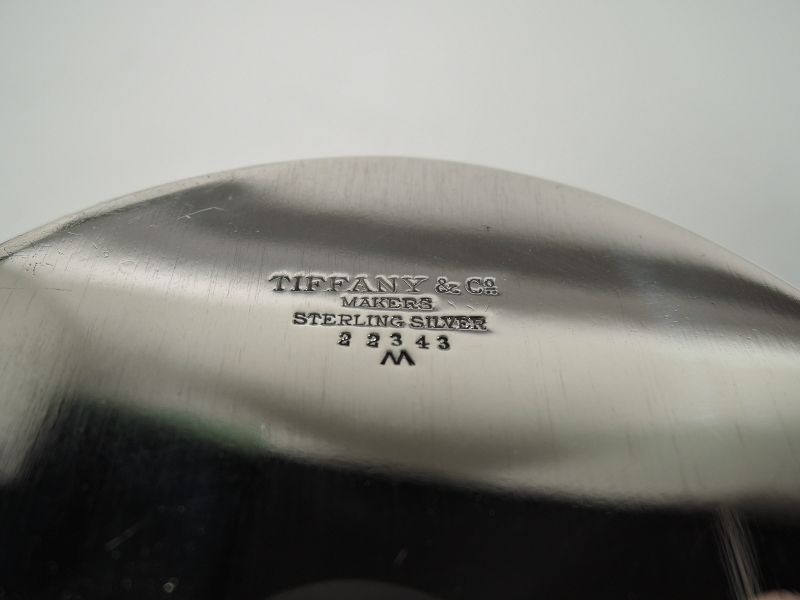 TIFFANY & Co.
MAKERS
STERLING SILVER
22343
M